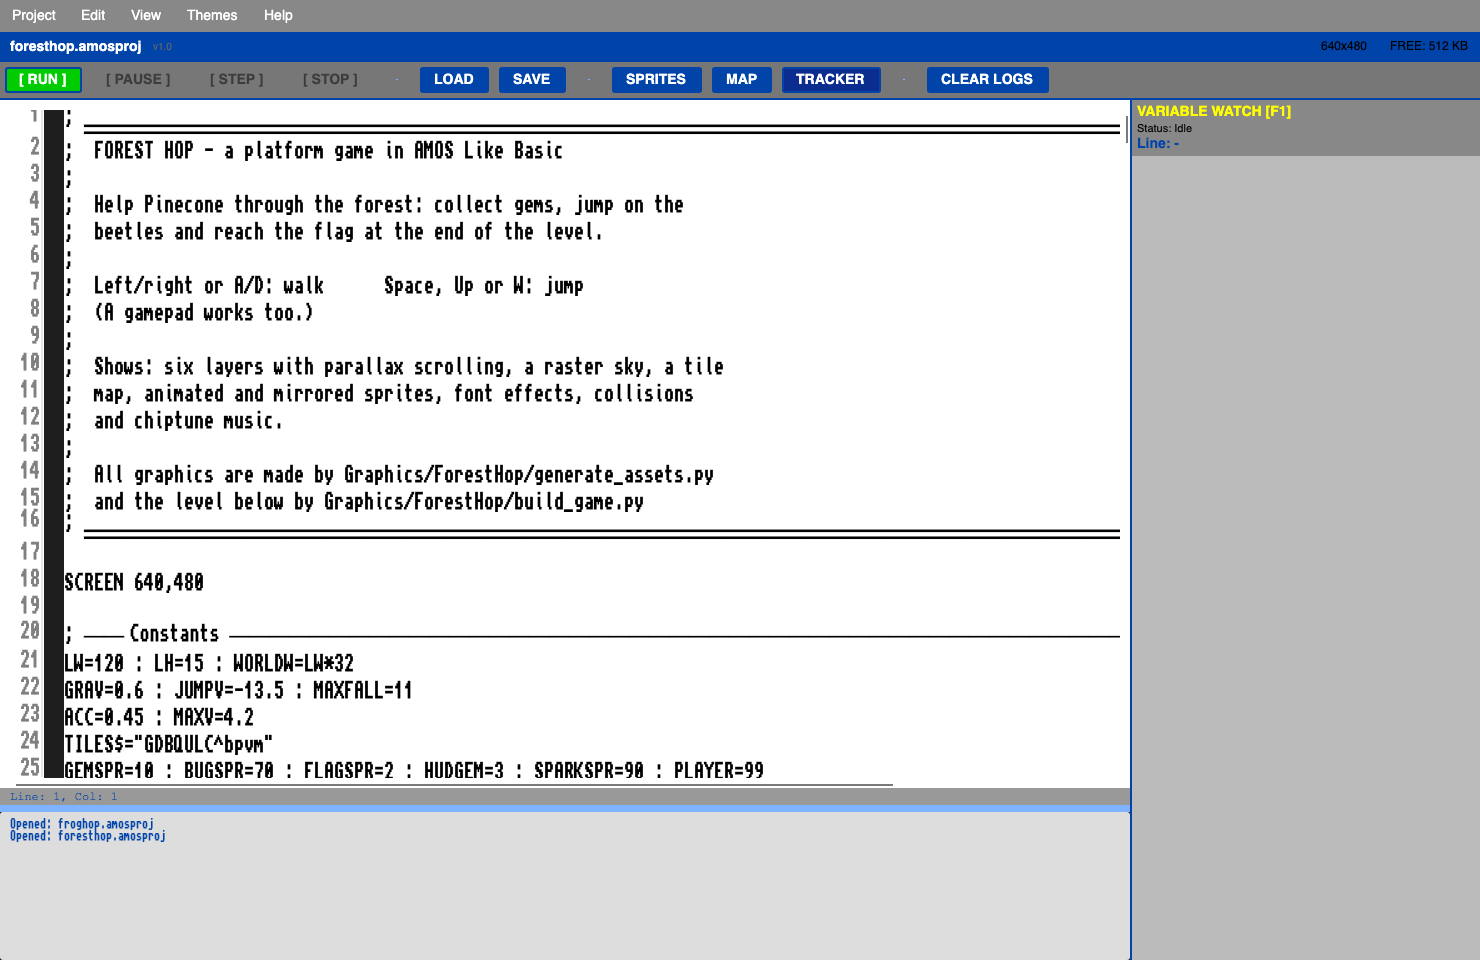 Project Edit View Themes Help
foresthop.amosproj v1.0 640x480 FREE: 512 KB
[ RUN ] [ PAUSE ] [ STEP ] [ STOP ] · LOAD SAVE · SPRITES MAP TRACKER · CLEAR LOGS
VARIABLE WATCH [F1]
Status: Idle
Line: -
1 ; ════════════════════
2 ;  FOREST HOP - a platform game in AMOS Like Basic
3 ;
4 ;  Help Pinecone through the forest: collect gems, jump on the
5 ;  beetles and reach the flag at the end of the level.
6 ;
7 ;  Left/right or A/D: walk      Space, Up or W: jump
8 ;  (A gamepad works too.)
9 ;
10 ;  Shows: six layers with parallax scrolling, a raster sky, a tile
11 ;  map, animated and mirrored sprites, font effects, collisions
12 ;  and chiptune music.
13 ;
14 ;  All graphics are made by Graphics/ForestHop/generate_assets.py
15 ;  and the level below by Graphics/ForestHop/build_game.py
16 ; ════════════════════
17
18 SCREEN 640,480
19
20 ; ──── Constants ────────────────────
21 LW=120 : LH=15 : WORLDW=LW*32
22 GRAV=0.6 : JUMPV=-13.5 : MAXFALL=11
23 ACC=0.45 : MAXV=4.2
24 TILES$="GDBQULC^bpvm"
25 GEMSPR=10 : BUGSPR=70 : FLAGSPR=2 : HUDGEM=3 : SPARKSPR=90 : PLAYER=99
Line: 1, Col: 1
Opened: froghop.amosproj
Opened: foresthop.amosproj